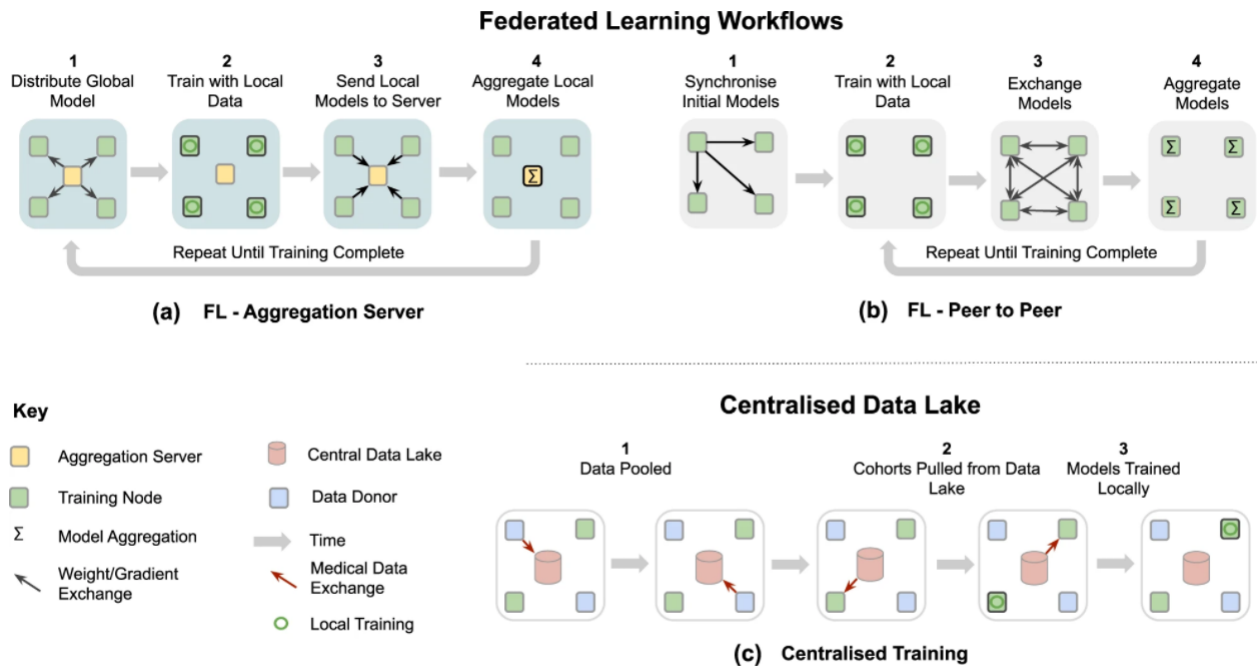 Federated Learning Workflows
1
Distribute Global
Model
2
Train with Local
Data
3
Send Local
Models to Server
4
Aggregate Local
Models
Σ
Repeat Until Training Complete
(a) FL - Aggregation Server
1
Synchronise
Initial Models
2
Train with Local
Data
3
Exchange
Models
4
Aggregate
Models
Σ Σ
Σ Σ
Repeat Until Training Complete
(b) FL - Peer to Peer
Key
Aggregation Server
Training Node
Σ Model Aggregation
Weight/Gradient
Exchange
Central Data Lake
Data Donor
Time
Medical Data
Exchange
Local Training
Centralised Data Lake
1
Data Pooled
2
Cohorts Pulled from Data
Lake
3
Models Trained
Locally
(c) Centralised Training